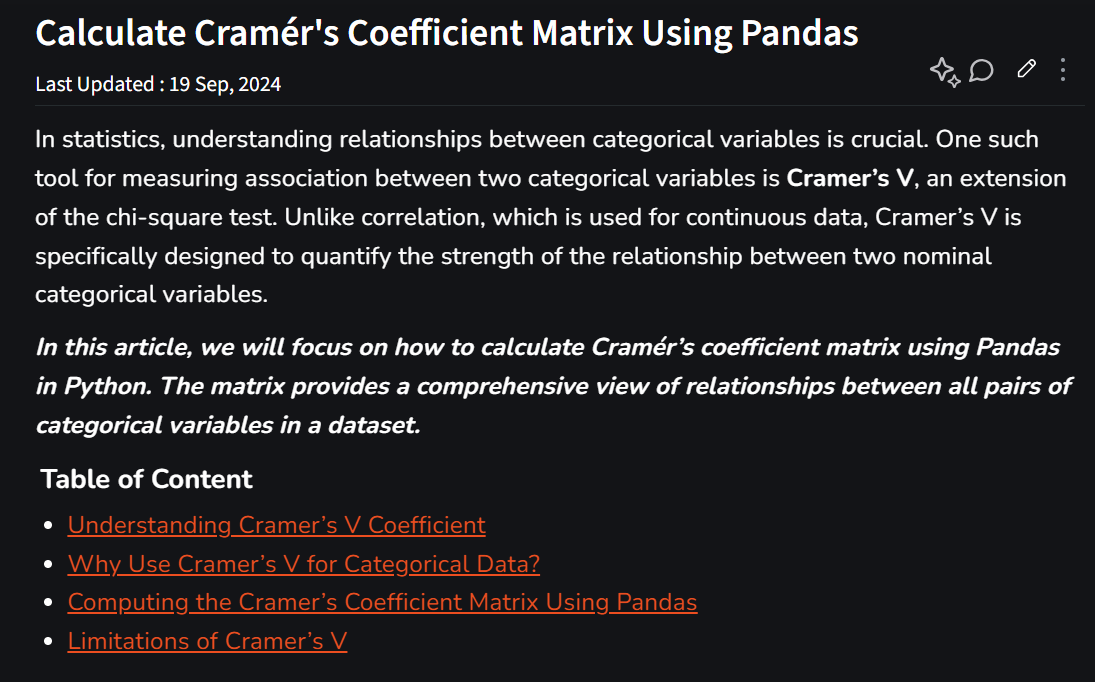 Calculate Cramér's Coefficient Matrix Using Pandas
Last Updated : 19 Sep, 2024
In statistics, understanding relationships between categorical variables is crucial. One such
tool for measuring association between two categorical variables is Cramer’s V, an extension
of the chi-square test. Unlike correlation, which is used for continuous data, Cramer’s V is
specifically designed to quantify the strength of the relationship between two nominal
categorical variables.
In this article, we will focus on how to calculate Cramér’s coefficient matrix using Pandas
in Python. The matrix provides a comprehensive view of relationships between all pairs of
categorical variables in a dataset.
Table of Content
Understanding Cramer’s V Coefficient
Why Use Cramer’s V for Categorical Data?
Computing the Cramer’s Coefficient Matrix Using Pandas
Limitations of Cramer’s V